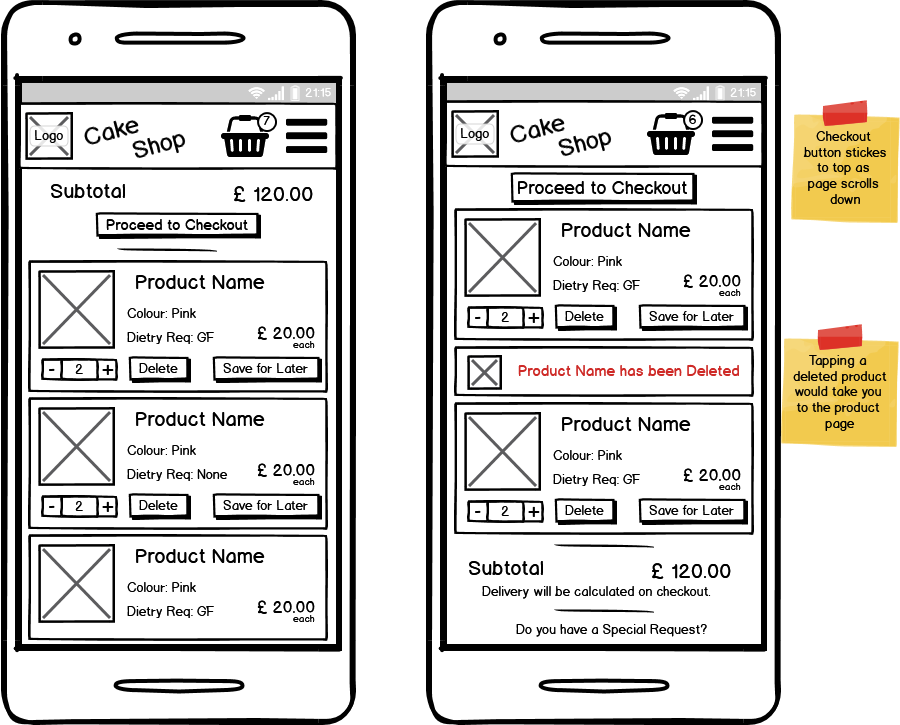 21:15
Logo
Cake
Shop
7
Subtotal
£ 120.00
Proceed to Checkout
Product Name
Colour: Pink
Dietry Req: GF
£ 20.00
each
- 2 +
Delete
Save for Later
Product Name
Colour: Pink
Dietry Req: None
£ 20.00
each
- 2 +
Delete
Save for Later
Product Name
Colour: Pink
Dietry Req: GF
£ 20.00
each
21:15
Logo
Cake
Shop
6
Proceed to Checkout
Product Name
Colour: Pink
Dietry Req: GF
£ 20.00
each
- 2 +
Delete
Save for Later
Product Name has been Deleted
Product Name
Colour: Pink
Dietry Req: GF
£ 20.00
each
- 2 +
Delete
Save for Later
Subtotal
£ 120.00
Delivery will be calculated on checkout.
Do you have a Special Request?
Checkout
button stickes
to top as
page scrolls
down
Tapping a
deleted product
would take you
to the product
page